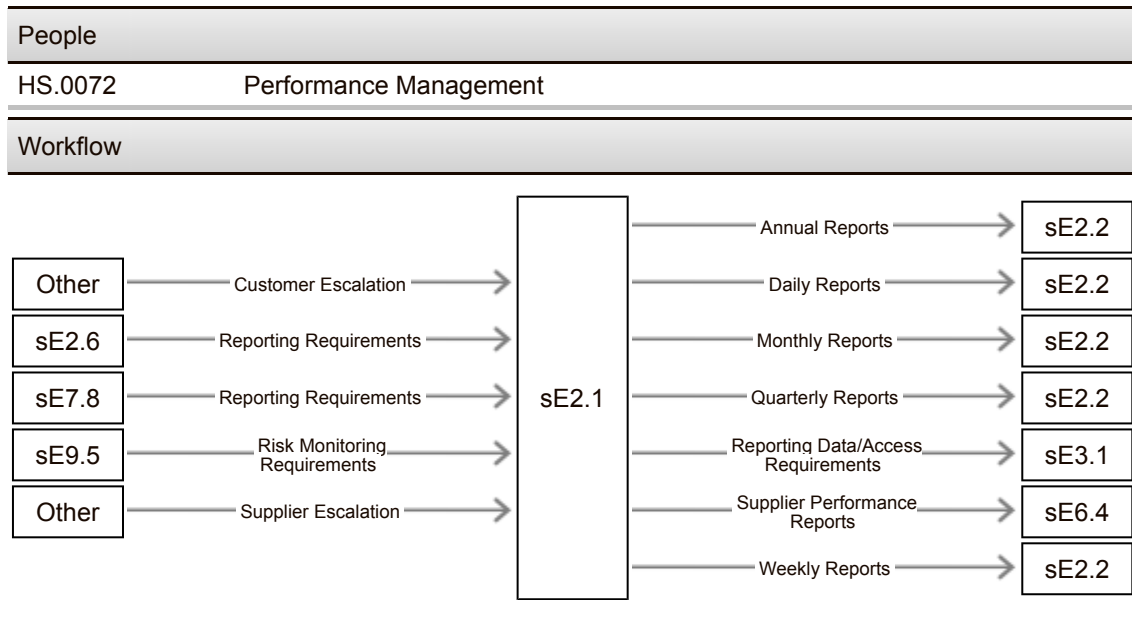 People
HS.0072 Performance Management
Workflow
Annual Reports sE2.2
Other Customer Escalation Daily Reports sE2.2
sE2.6 Reporting Requirements Monthly Reports sE2.2
sE7.8 Reporting Requirements sE2.1 Quarterly Reports sE2.2
sE9.5 Risk Monitoring
Requirements
Reporting Data/Access
Requirements
sE3.1
Other Supplier Escalation
Supplier Performance
Reports
sE6.4
Weekly Reports sE2.2